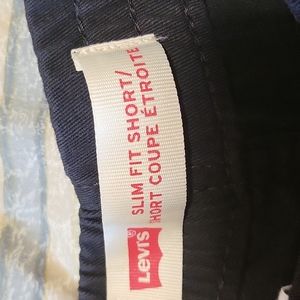 Levi's
SLIM FIT SHORT/
SHORT COUPE ÉTROITE